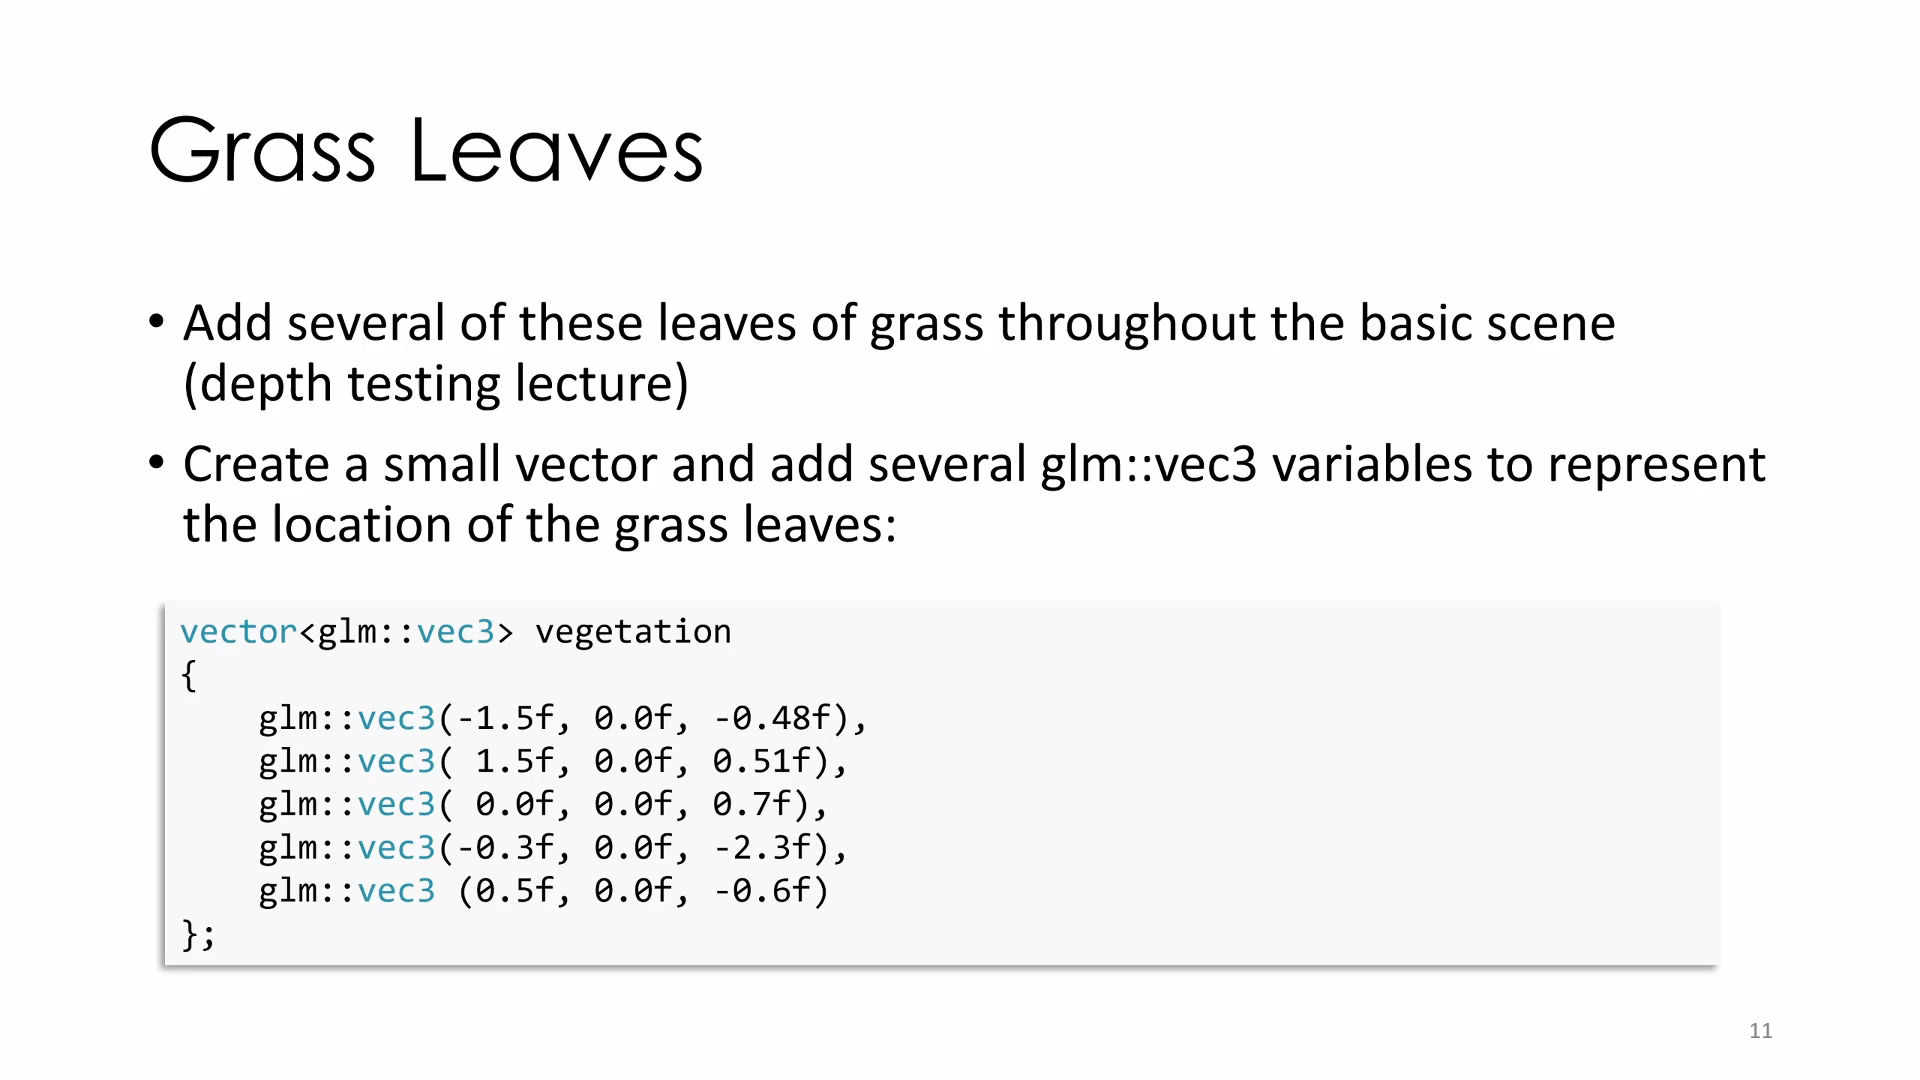 Grass Leaves
• Add several of these leaves of grass throughout the basic scene
(depth testing lecture)
• Create a small vector and add several glm::vec3 variables to represent
the location of the grass leaves:
vector<glm::vec3> vegetation
{
    glm::vec3(-1.5f, 0.0f, -0.48f),
    glm::vec3( 1.5f, 0.0f, 0.51f),
    glm::vec3( 0.0f, 0.0f, 0.7f),
    glm::vec3(-0.3f, 0.0f, -2.3f),
    glm::vec3 (0.5f, 0.0f, -0.6f)
};
11